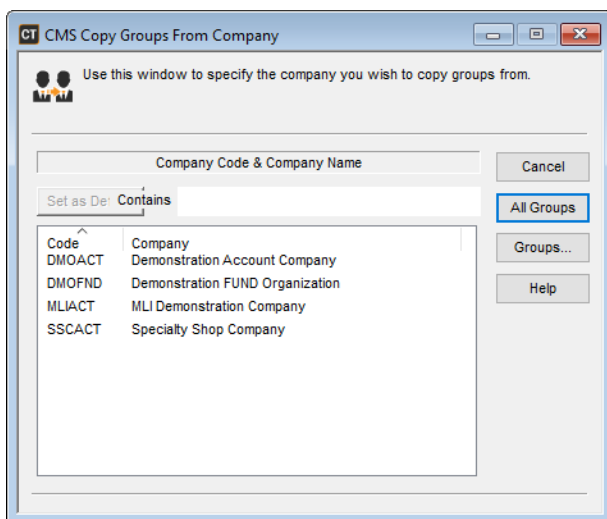 CT CMS Copy Groups From Company
Use this window to specify the company you wish to copy groups from.
Company Code & Company Name
Cancel
Set as De Contains
All Groups
Code Company
DMOACT Demonstration Account Company
Groups...
DMOFND Demonstration FUND Organization
Help
MLIACT MLI Demonstration Company
SSCACT Specialty Shop Company